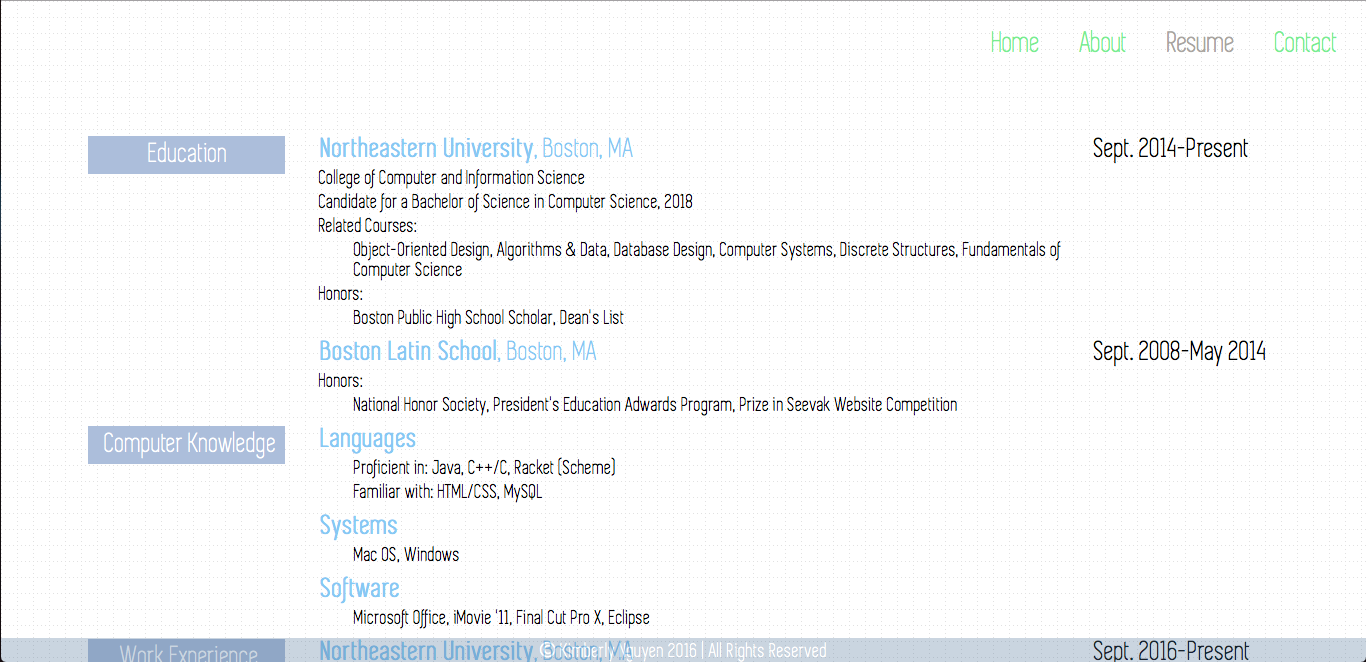 Home About Resume Contact
Education
Northeastern University, Boston, MA Sept. 2014-Present
College of Computer and Information Science
Candidate for a Bachelor of Science in Computer Science, 2018
Related Courses:
Object-Oriented Design, Algorithms & Data, Database Design, Computer Systems, Discrete Structures, Fundamentals of
Computer Science
Honors:
Boston Public High School Scholar, Dean's List
Boston Latin School, Boston, MA Sept. 2008-May 2014
Honors:
National Honor Society, President's Education Adwards Program, Prize in Seevak Website Competition
Computer Knowledge
Languages
Proficient in: Java, C++/C, Racket (Scheme)
Familiar with: HTML/CSS, MySQL
Systems
Mac OS, Windows
Software
Microsoft Office, iMovie '11, Final Cut Pro X, Eclipse
Work Experience
Northeastern University, Boston, MA Sept. 2016-Present
© Kimberly Nguyen 2016 | All Rights Reserved